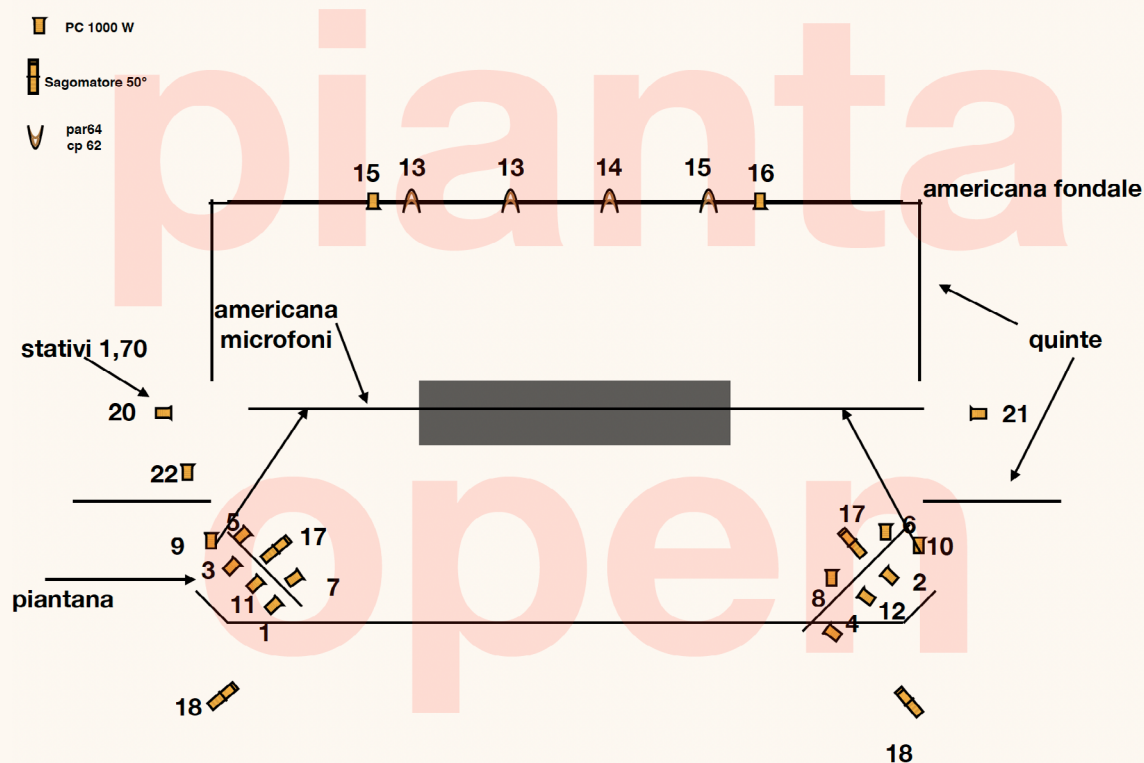 pianta
open
PC 1000 W
Sagomatore 50°
par64
cp 62
15
13
13
14
15
16
americana fondale
americana
microfoni
quinte
stativi 1,70
20
21
22
5
17
17
6
9
10
3
7
8
2
piantana
11
12
1
4
18
18